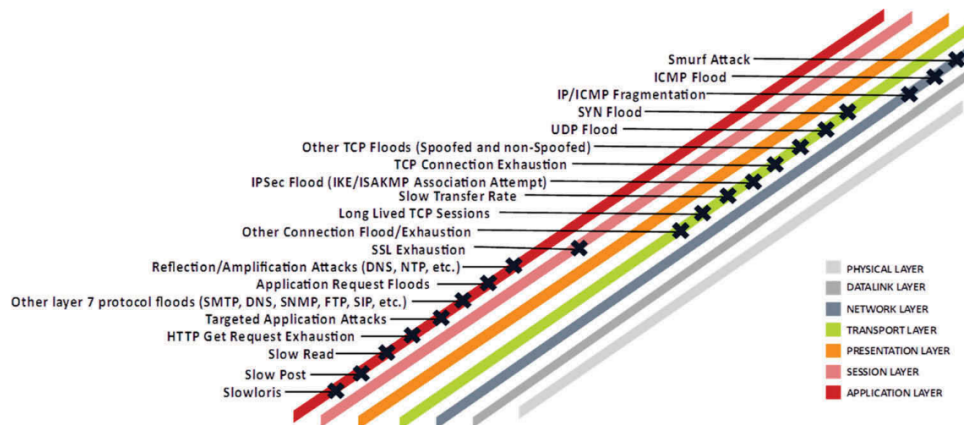 Smurf Attack
ICMP Flood
IP/ICMP Fragmentation
SYN Flood
UDP Flood
Other TCP Floods (Spoofed and non-Spoofed)
TCP Connection Exhaustion
IPSec Flood (IKE/ISAKMP Association Attempt)
Slow Transfer Rate
Long Lived TCP Sessions
Other Connection Flood/Exhaustion
SSL Exhaustion
Reflection/Amplification Attacks (DNS, NTP, etc.)
Application Request Floods
Other layer 7 protocol floods (SMTP, DNS, SNMP, FTP, SIP, etc.)
Targeted Application Attacks
HTTP Get Request Exhaustion
Slow Read
Slow Post
Slowloris
PHYSICAL LAYER
DATALINK LAYER
NETWORK LAYER
TRANSPORT LAYER
PRESENTATION LAYER
SESSION LAYER
APPLICATION LAYER